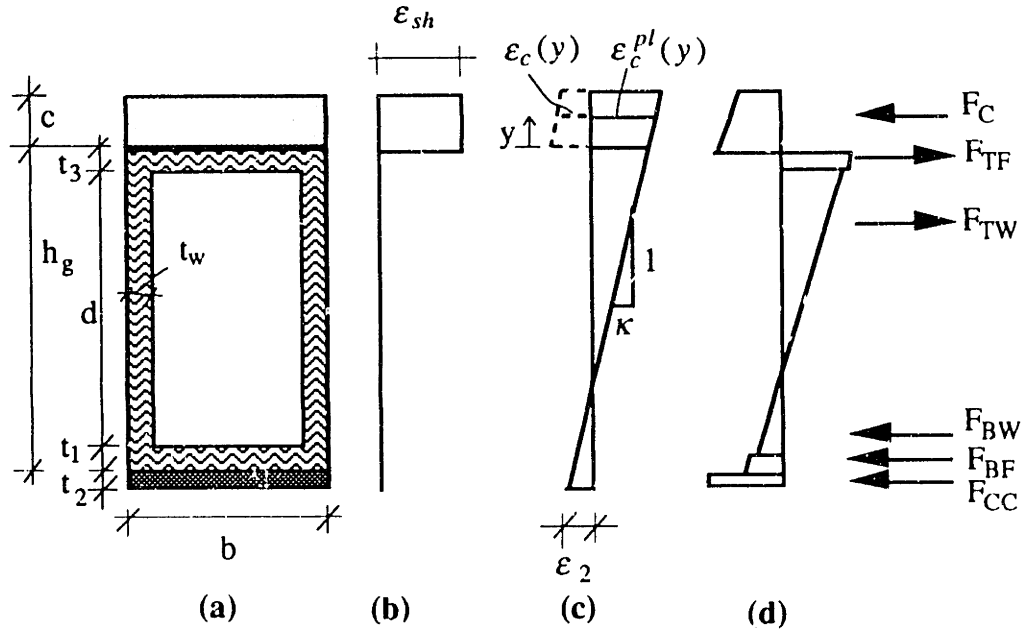 ε_sh
ε_c(y)
ε_c^pl(y)
c
y
F_C
t_3
F_TF
t_w
F_TW
h_g
1
d
κ
t_1
F_BW
F_BF
t_2
F_CC
b
ε_2
(a)
(b)
(c)
(d)